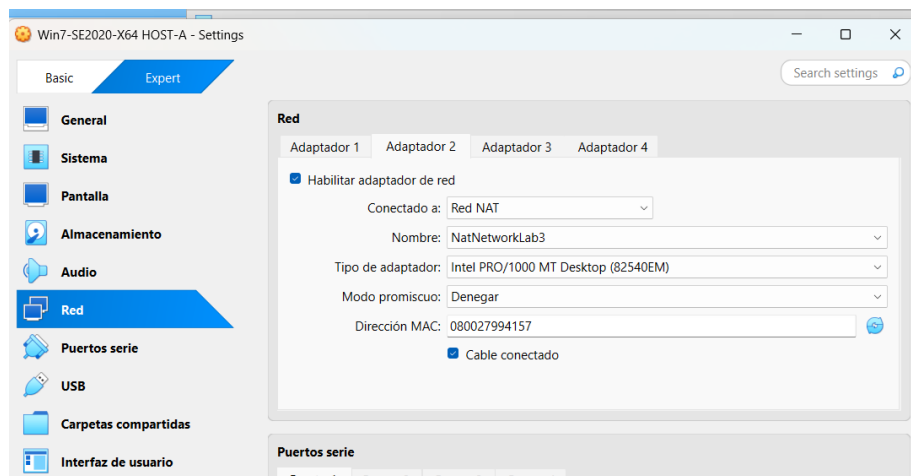 Win7-SE2020-X64 HOST-A - Settings
Basic
Expert
Search settings
General
Sistema
Pantalla
Almacenamiento
Audio
Red
Puertos serie
USB
Carpetas compartidas
Interfaz de usuario
Red
Adaptador 1
Adaptador 2
Adaptador 3
Adaptador 4
Habilitar adaptador de red
Conectado a: Red NAT
Nombre: NatNetworkLab3
Tipo de adaptador: Intel PRO/1000 MT Desktop (82540EM)
Modo promiscuo: Denegar
Dirección MAC: 080027994157
Cable conectado
Puertos serie